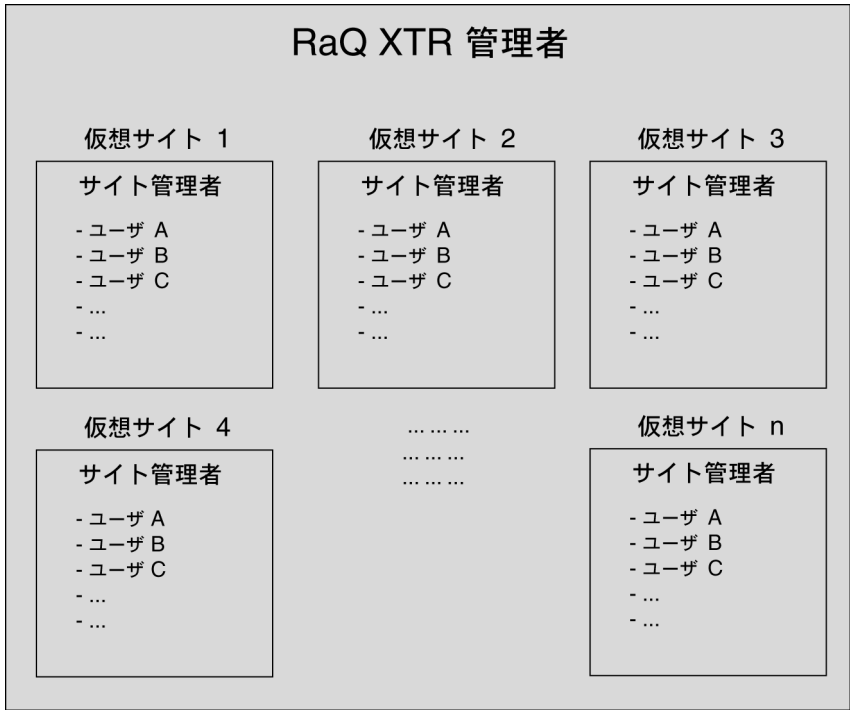 RaQ XTR 管理者
仮想サイト 1
サイト管理者
- ユーザ A
- ユーザ B
- ユーザ C
- ...
- ...
仮想サイト 2
サイト管理者
- ユーザ A
- ユーザ B
- ユーザ C
- ...
- ...
仮想サイト 3
サイト管理者
- ユーザ A
- ユーザ B
- ユーザ C
- ...
- ...
仮想サイト 4
サイト管理者
- ユーザ A
- ユーザ B
- ユーザ C
- ...
- ...
... ... ...
... ... ...
... ... ...
仮想サイト n
サイト管理者
- ユーザ A
- ユーザ B
- ユーザ C
- ...
- ...